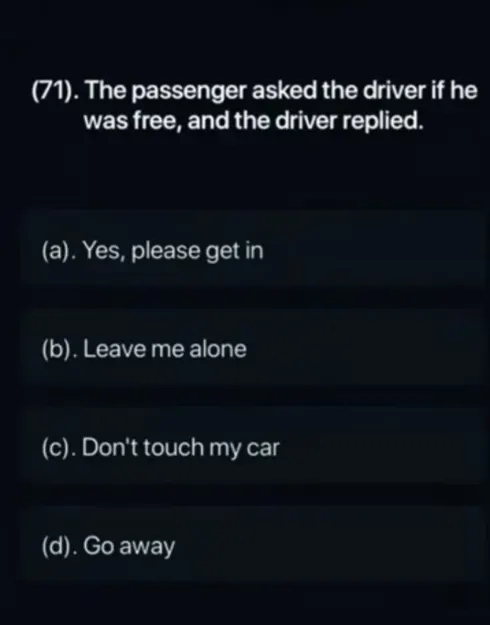 (71). The passenger asked the driver if he
was free, and the driver replied.
(a). Yes, please get in
(b). Leave me alone
(c). Don't touch my car
(d). Go away